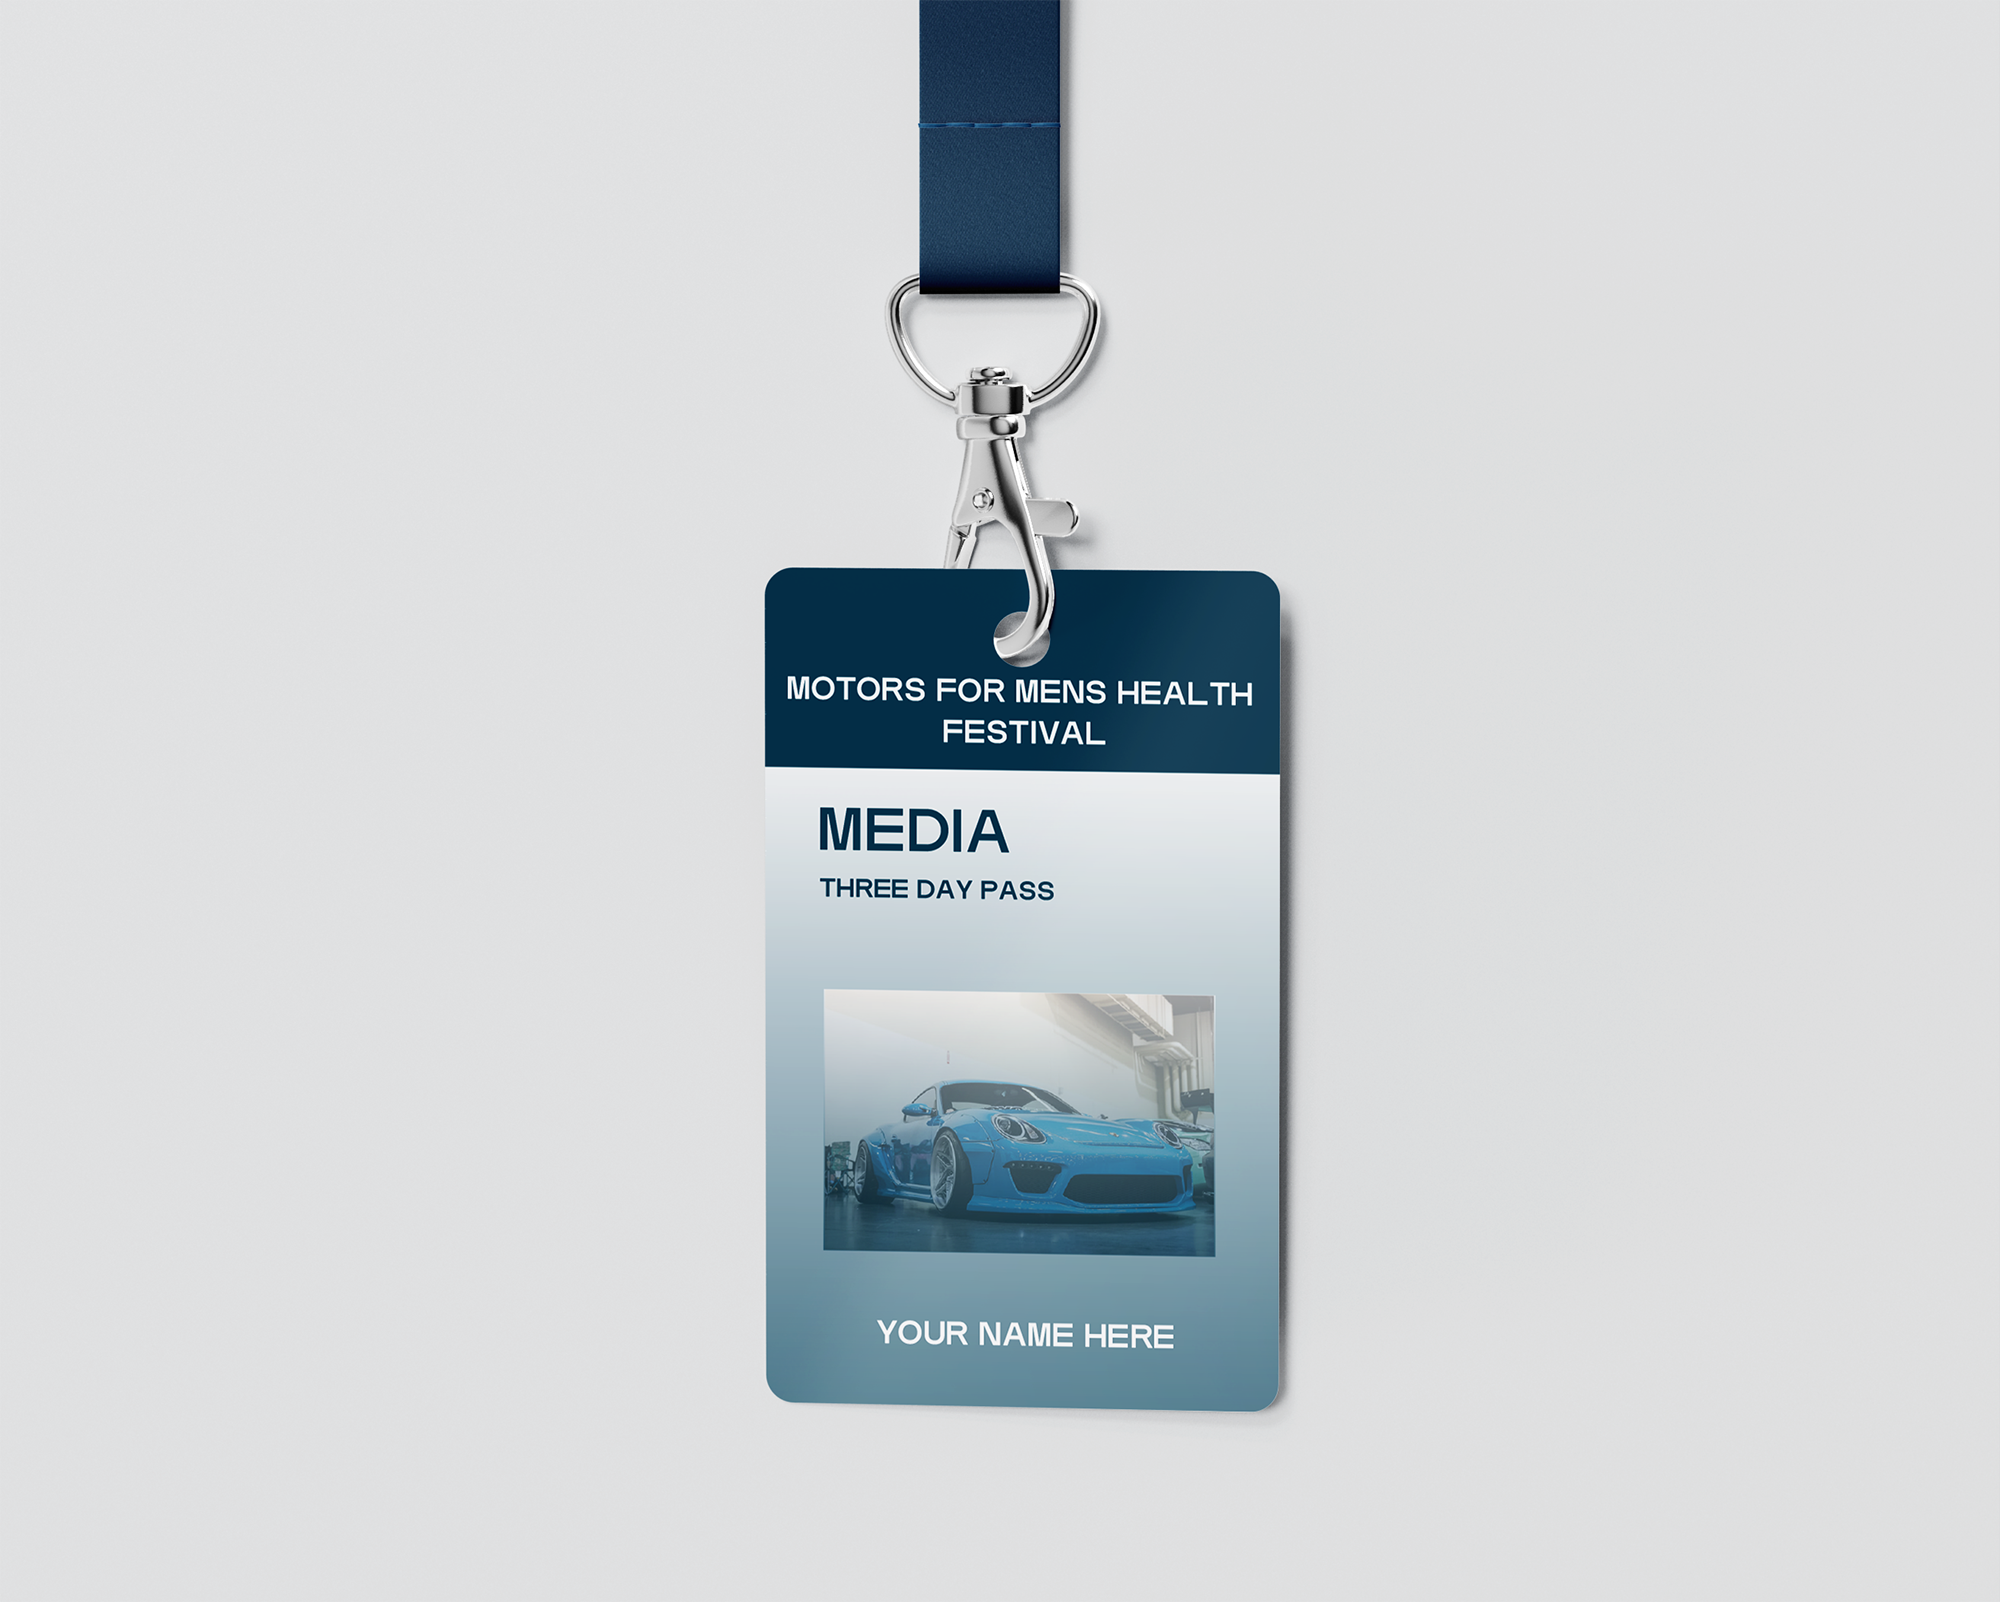 MOTORS FOR MENS HEALTH
FESTIVAL
MEDIA
THREE DAY PASS
YOUR NAME HERE